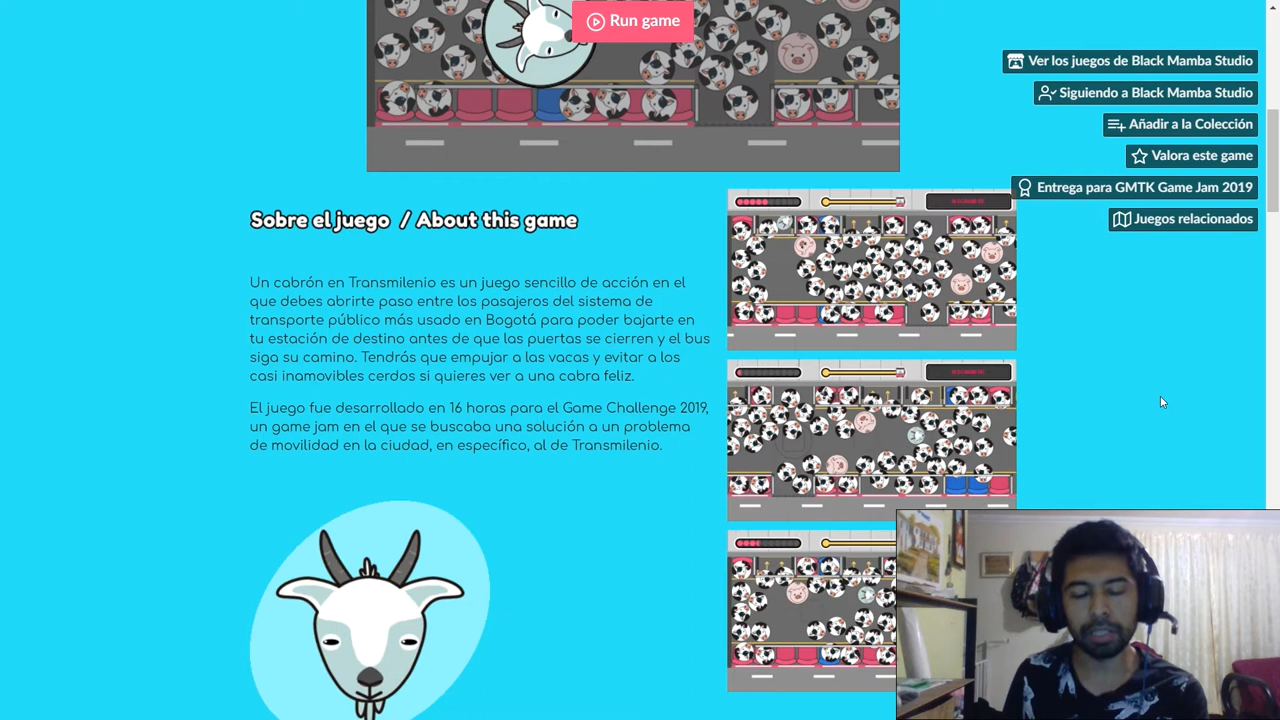 Run game
Ver los juegos de Black Mamba Studio
Siguiendo a Black Mamba Studio
Añadir a la Colección
Valora este game
Entrega para GMTK Game Jam 2019
Juegos relacionados
Sobre el juego / About this game
Un cabrón en Transmilenio es un juego sencillo de acción en el
que debes abrirte paso entre los pasajeros del sistema de
transporte público más usado en Bogotá para poder bajarte en
tu estación de destino antes de que las puertas se cierren y el bus
siga su camino. Tendrás que empujar a las vacas y evitar a los
casi inamovibles cerdos si quieres ver a una cabra feliz.
El juego fue desarrollado en 16 horas para el Game Challenge 2019,
un game jam en el que se buscaba una solución a un problema
de movilidad en la ciudad, en específico, al de Transmilenio.